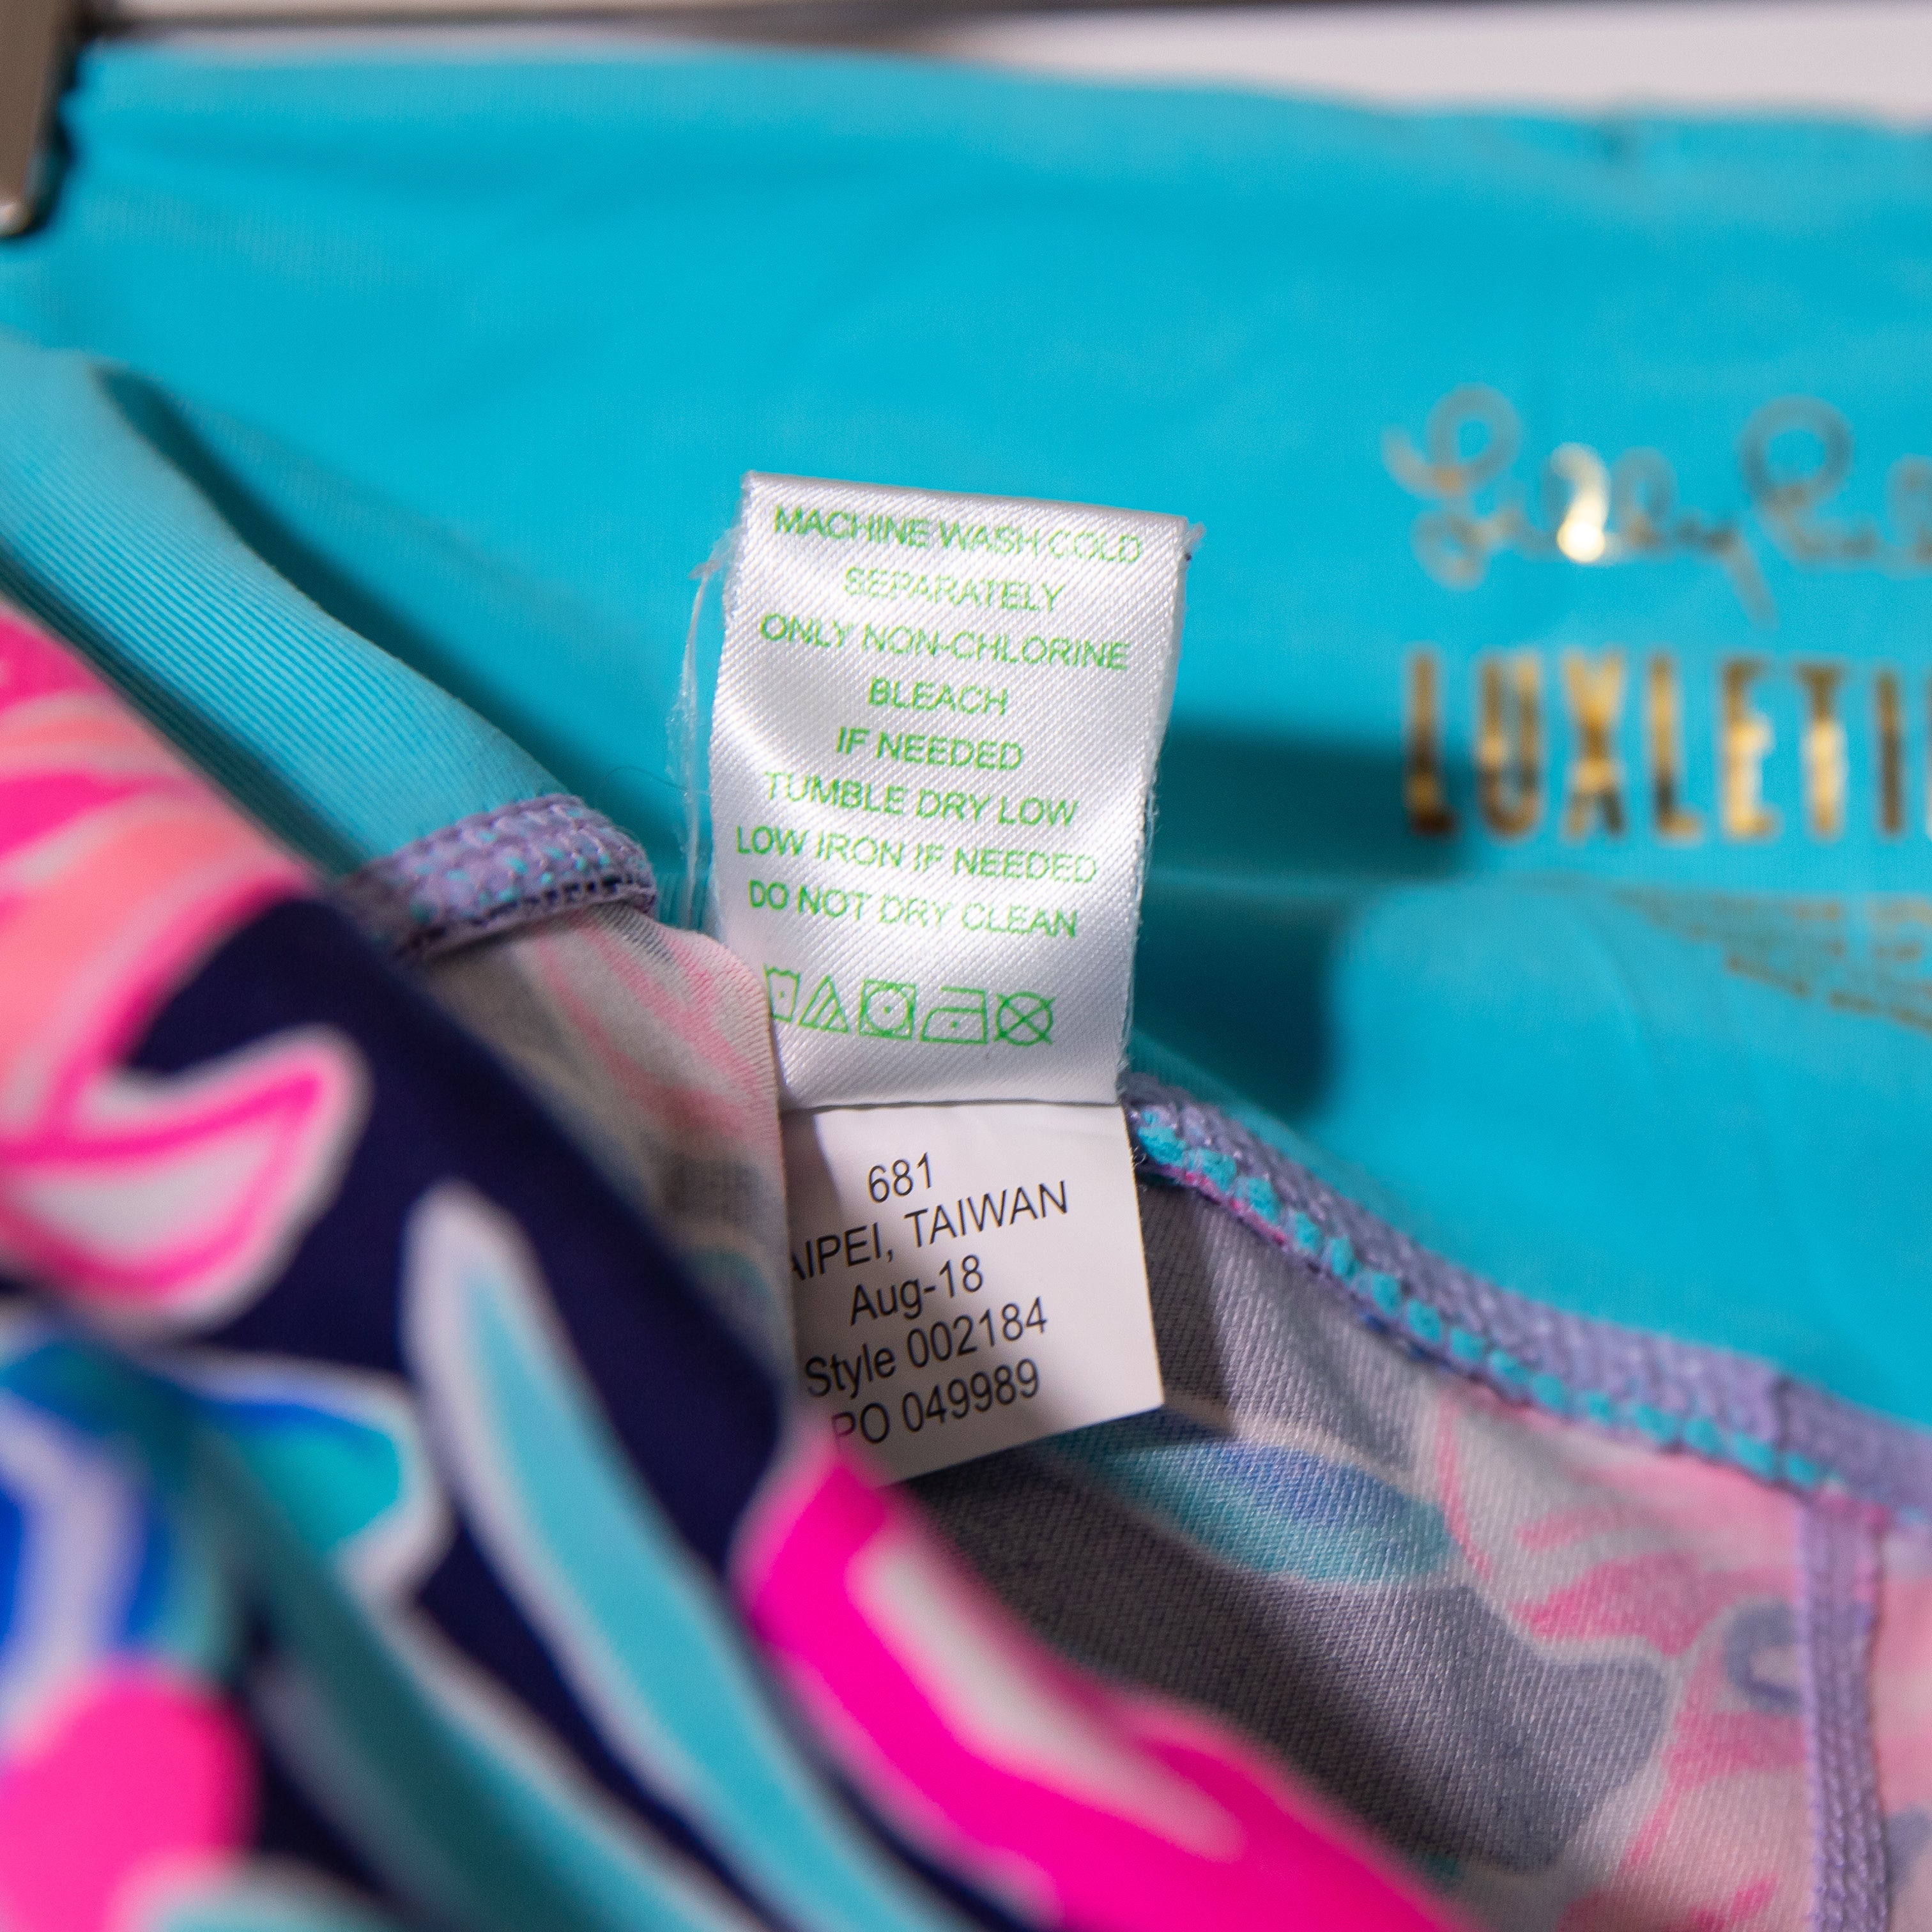 Lilly
LUXLETI
MACHINE WASH COLD
SEPARATELY
ONLY NON-CHLORINE
BLEACH
IF NEEDED
TUMBLE DRY LOW
LOW IRON IF NEEDED
DO NOT DRY CLEAN
681
AIPEI, TAIWAN
Aug-18
Style 002184
PO 049989